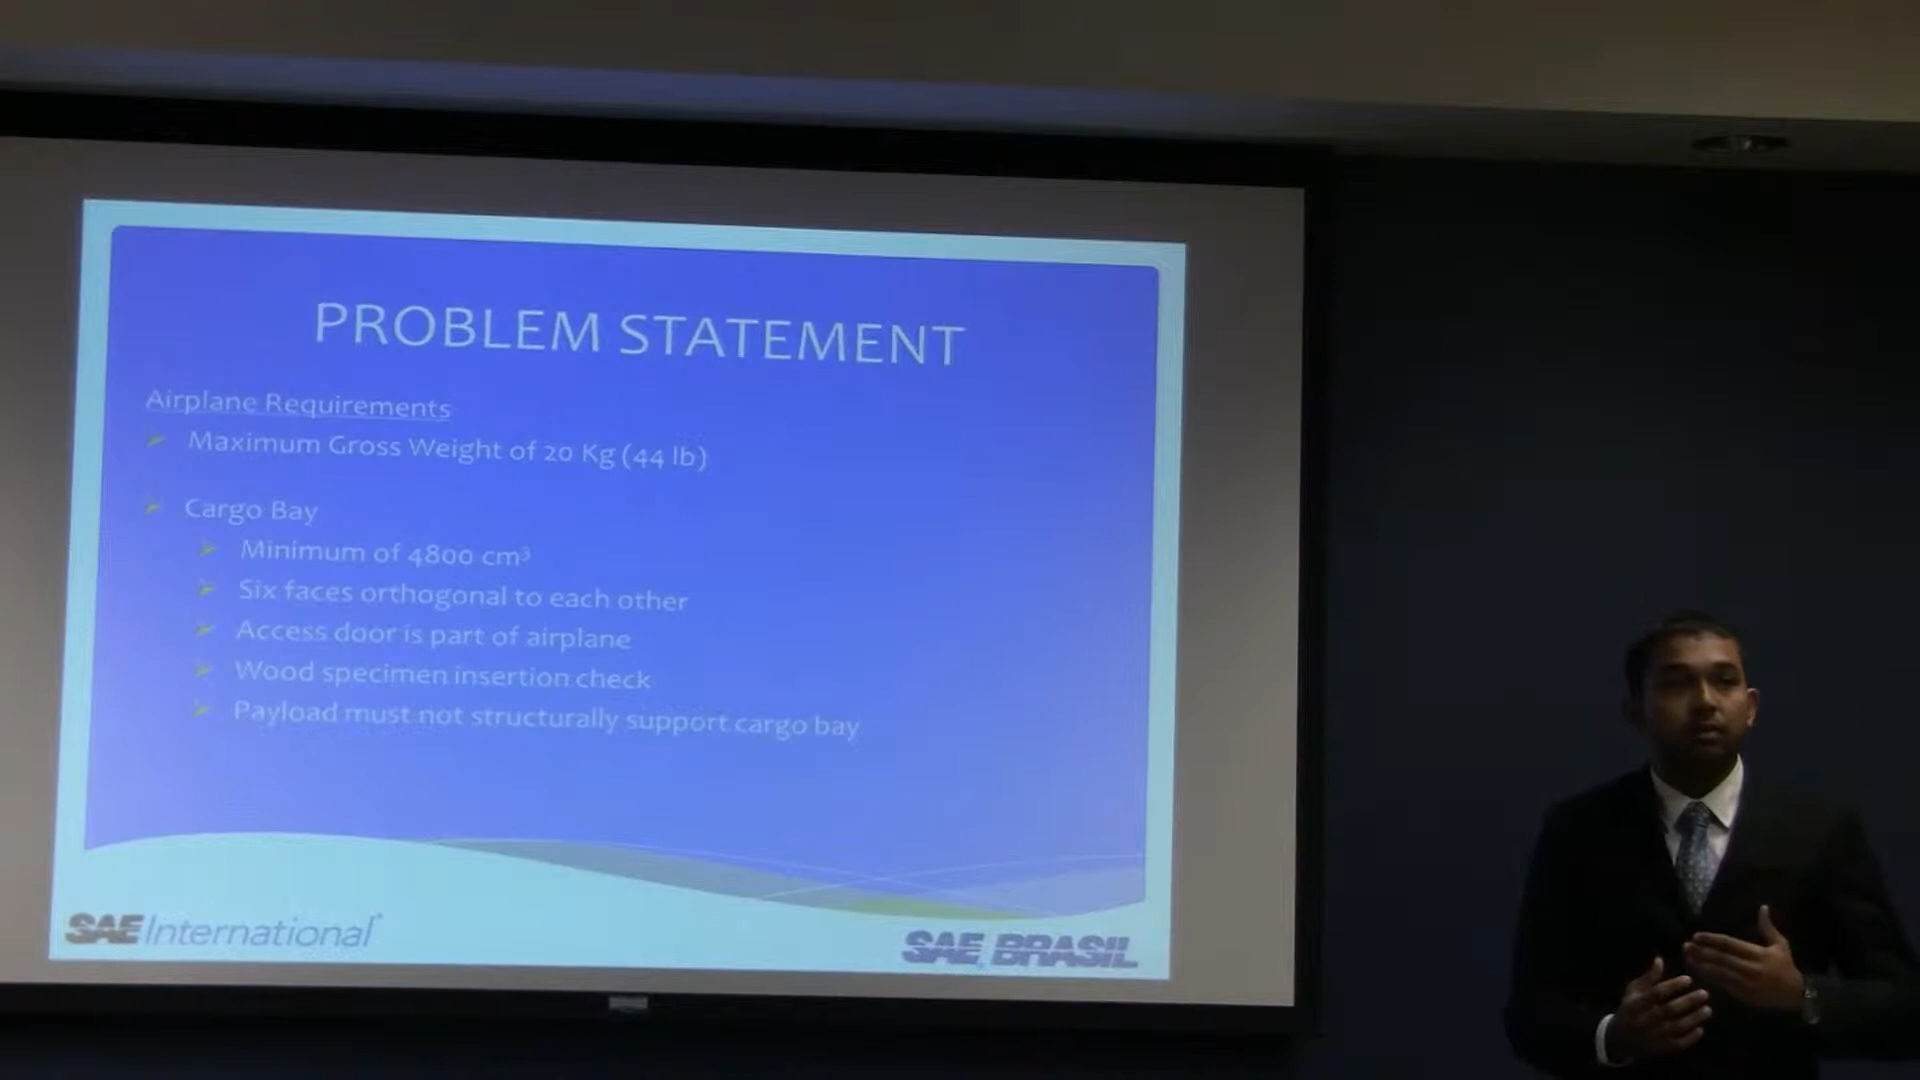 PROBLEM STATEMENT
Airplane Requirements
Maximum Gross Weight of 20 Kg (44 lb)
Cargo Bay
Minimum of 4800 cm³
Six faces orthogonal to each other
Access door is part of airplane
Wood specimen insertion check
Payload must not structurally support cargo bay
SAE International
SAE BRASIL